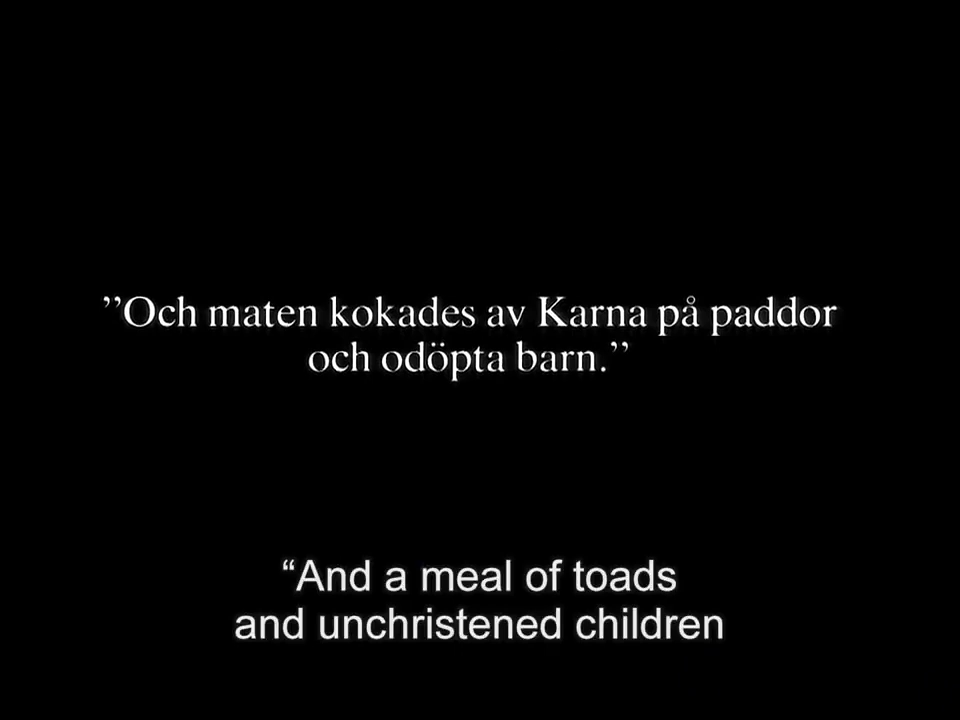 ”Och maten kokades av Karna på paddor
och odöpta barn.”
“And a meal of toads
and unchristened children